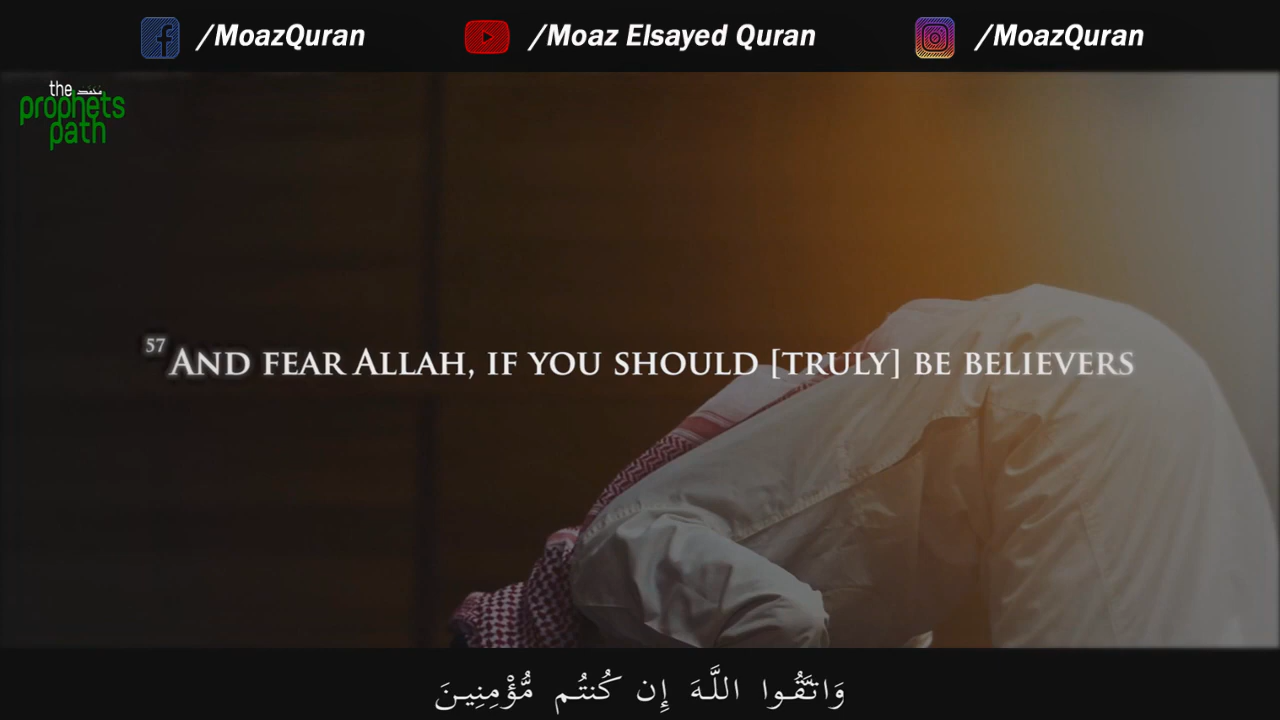 /MoazQuran /Moaz Elsayed Quran /MoazQuran
the
prophets
path
57 And fear Allah, if you should [truly] be believers
وَاتَّقُوا اللَّهَ إِن كُنتُم مُّؤْمِنِينَ